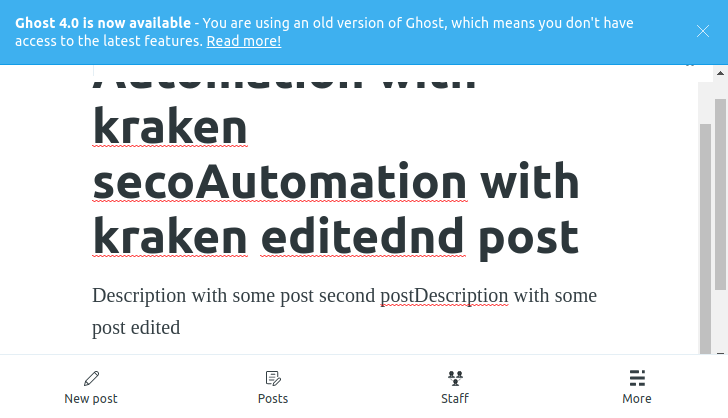 Ghost 4.0 is now available - You are using an old version of Ghost, which means you don't have
access to the latest features. Read more!
Automation with
kraken
secoAutomation with
kraken editednd post
Description with some post second postDescription with some
post edited
New post
Posts
Staff
More